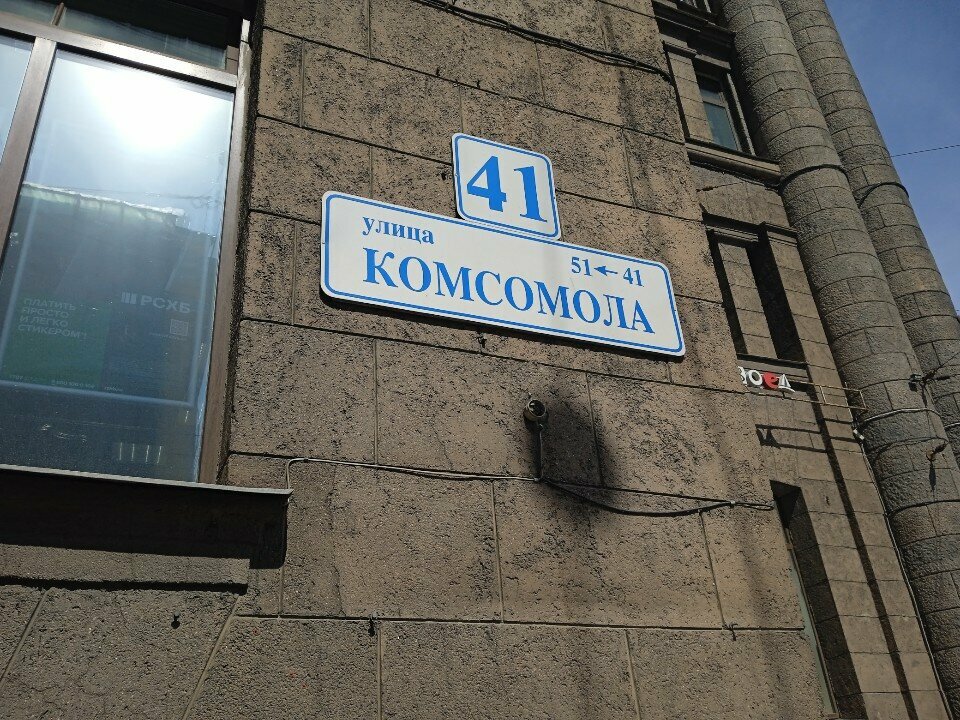 41
улица
51←41
КОМСОМОЛА
ПЛАТИТЬ
ПРОСТО
И ЛЕГКО
СТИКЕРОМ!
РСХБ